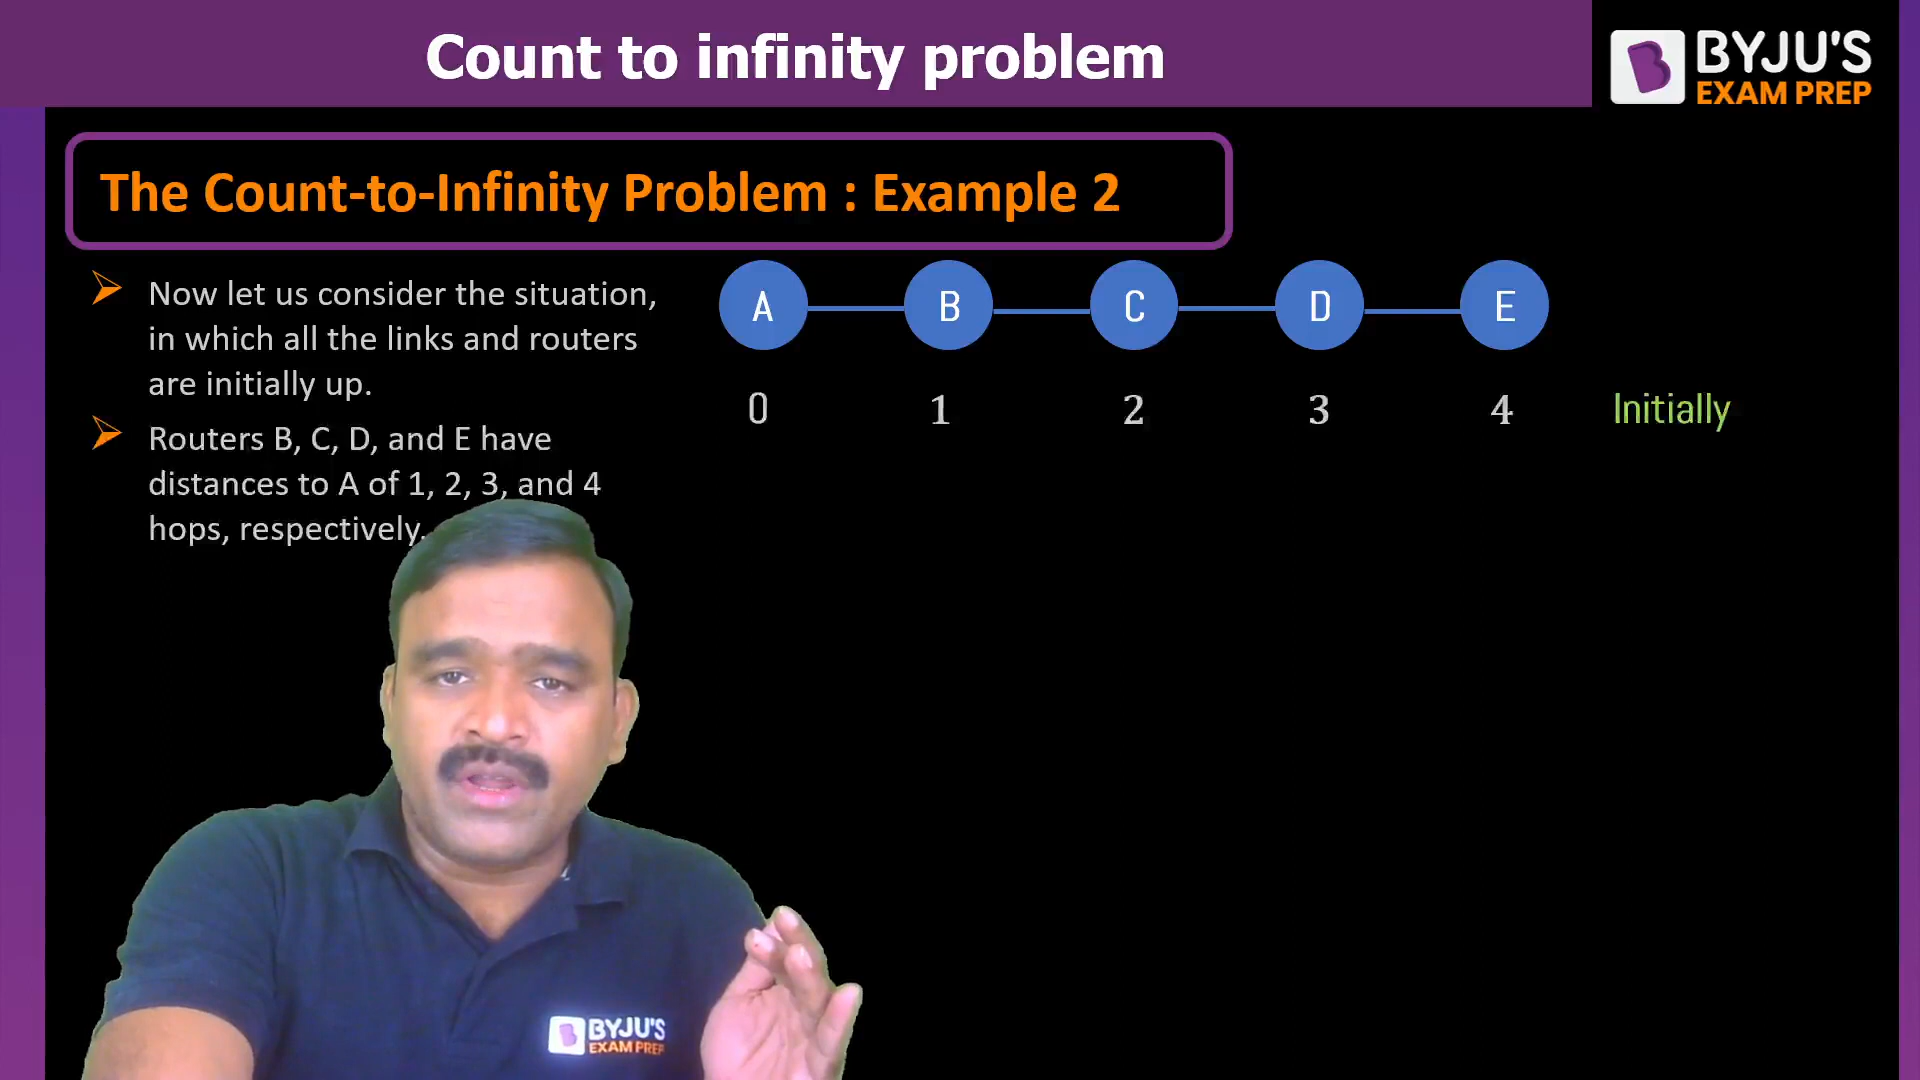 Count to infinity problem
BYJU'S
EXAM PREP
The Count-to-Infinity Problem : Example 2
Now let us consider the situation,
in which all the links and routers
are initially up.
Routers B, C, D, and E have
distances to A of 1, 2, 3, and 4
hops, respectively.
A B C D E
0 1 2 3 4 Initially
BYJU'S
EXAM PREP